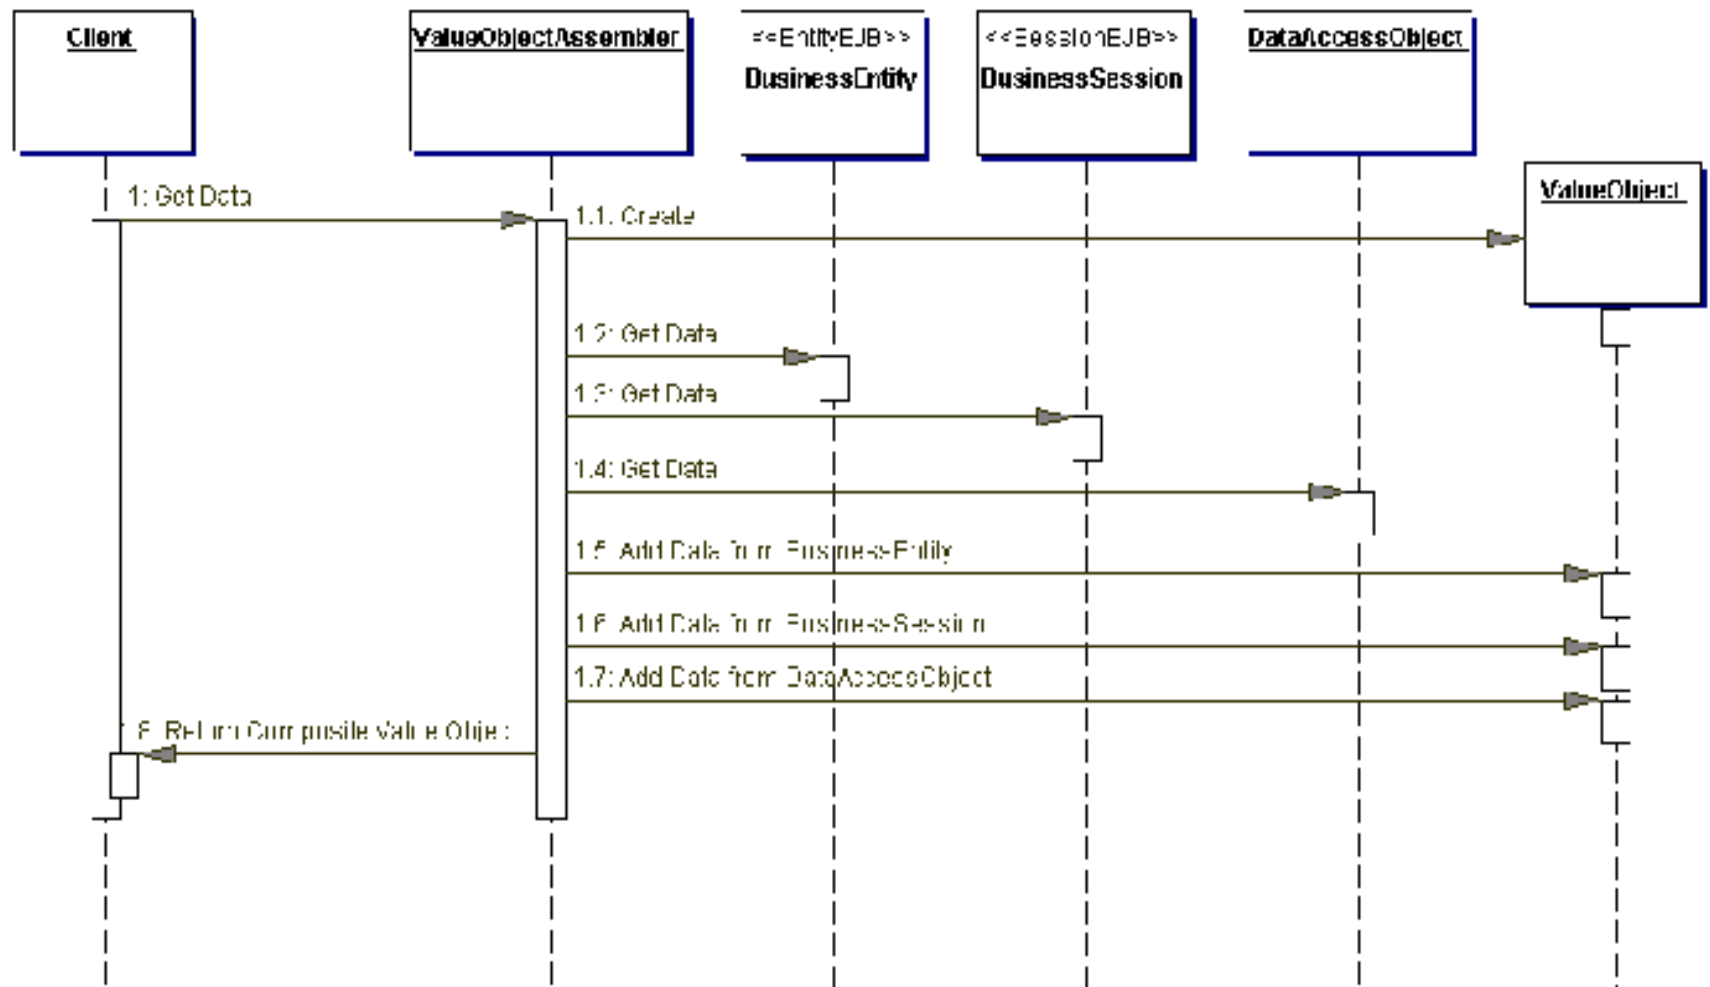 Client
ValueObjectAssembler
<<EntityEJB>>
BusinessEntity
<<SessionEJB>>
BusinessSession
DataAccessObject
ValueObject
1: Get Data
1.1: Create
1.2: Get Data
1.3: Get Data
1.4: Get Data
1.5: Add Data from BusinessEntity
1.6: Add Data from BusinessSession
1.7: Add Data from DataAccessObject
8: Return Composite Value Objec